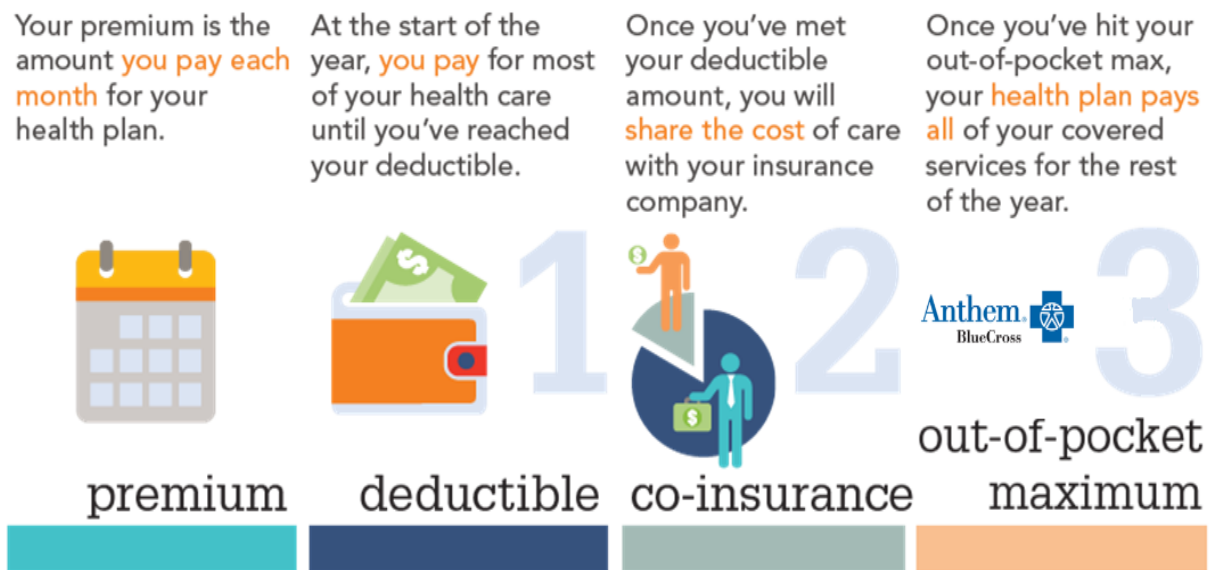 Your premium is the
amount you pay each
month for your
health plan.
At the start of the
year, you pay for most
of your health care
until you've reached
your deductible.
Once you've met
your deductible
amount, you will
share the cost of care
with your insurance
company.
Once you've hit your
out-of-pocket max,
your health plan pays
all of your covered
services for the rest
of the year.
$
1
$
$
2
Anthem®
BlueCross
®
3
premium
deductible
co-insurance
out-of-pocket
maximum